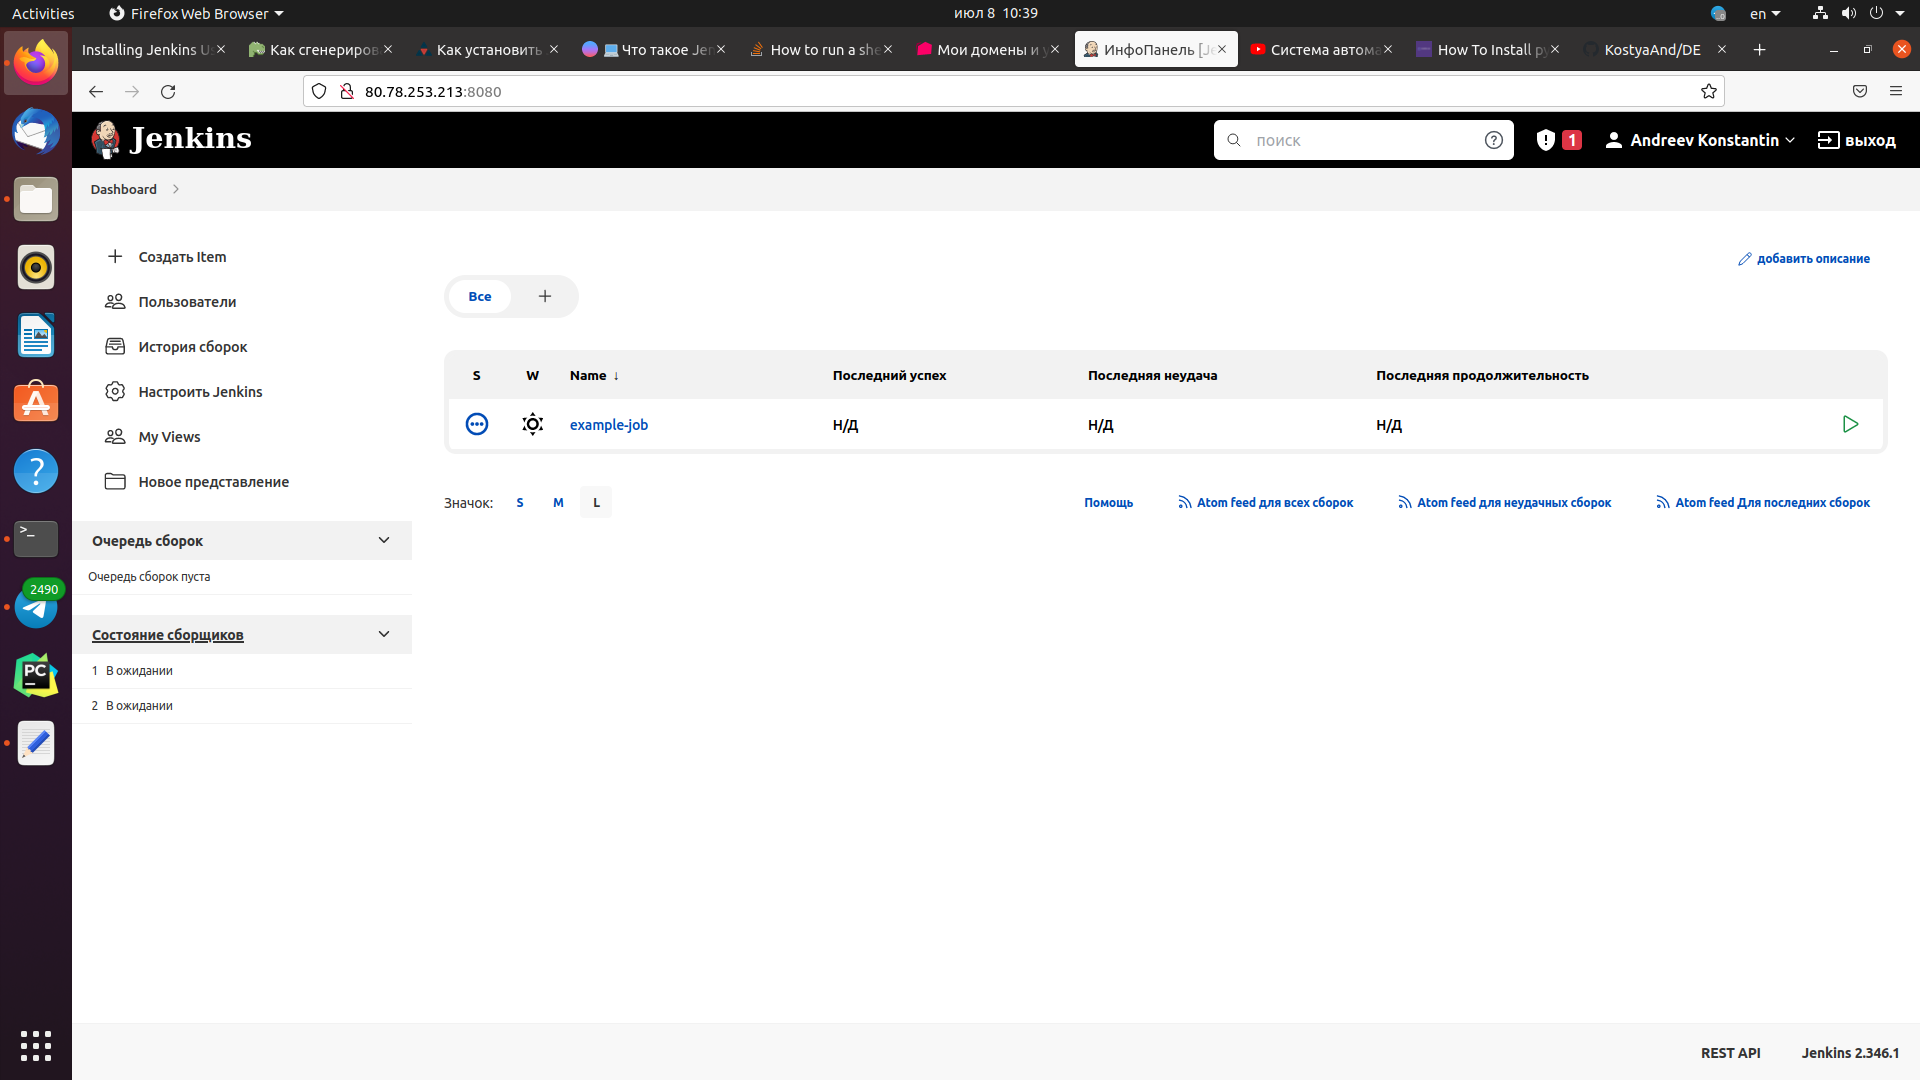 Activities
Firefox Web Browser
июл 8 10:39
en
Installing Jenkins
Как сгенериров
Как установить
Что такое Jen
How to run a she
Мои домены и у
ИнфоПанель [Je
Система автома
How To Install py
KostyaAnd/DE
80.78.253.213:8080
Jenkins
поиск
1
Andreev Konstantin
выход
Dashboard
Создать Item
Пользователи
История сборок
Настроить Jenkins
My Views
Новое представление
Очередь сборок
Очередь сборок пуста
Состояние сборщиков
1 В ожидании
2 В ожидании
добавить описание
Все
S W Name ↓ Последний успех Последняя неудача Последняя продолжительность
example-job Н/Д Н/Д Н/Д
Значок: S M L
Помощь
Atom feed для всех сборок
Atom feed для неудачных сборок
Atom feed Для последних сборок
2490
PC
REST API
Jenkins 2.346.1